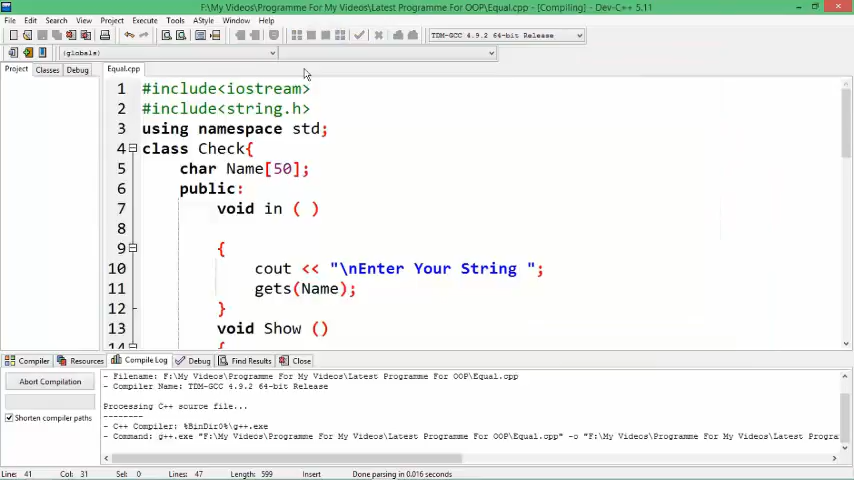 F:\My Videos\Programme For My Videos\Latest Programme For OOP\Equal.cpp - [Compiling] - Dev-C++ 5.11
File Edit Search View Project Execute Tools AStyle Window Help
TDM-GCC 4.9.2 64-bit Release
(globals)
Project Classes Debug Equal.cpp
1 #include<iostream>
2 #include<string.h>
3 using namespace std;
4 class Check{
5 char Name[50];
6 public:
7 void in ( )
8
9 {
10 cout << "\nEnter Your String ";
11 gets(Name);
12 }
13 void Show ()
14 {
Compiler Resources Compile Log Debug Find Results Close
Abort Compilation
Shorten compiler paths
- Filename: F:\My Videos\Programme For My Videos\Latest Programme For OOP\Equal.cpp
- Compiler Name: TDM-GCC 4.9.2 64-bit Release
Processing C++ source file...
--------
- C++ Compiler: %BinDir0%\g++.exe
- Command: g++.exe "F:\My Videos\Programme For My Videos\Latest Programme For OOP\Equal.cpp" -o "F:\My Videos\Programme For My Videos\Latest Progra
Line: 41 Col: 31 Sel: 0 Lines: 47 Length: 599 Insert Done parsing in 0.016 seconds